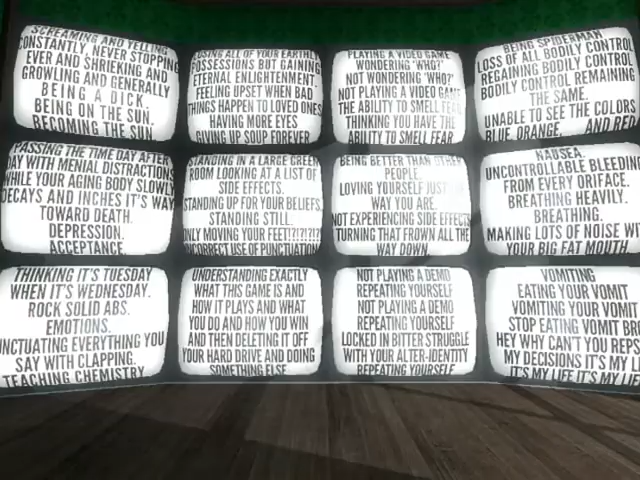 SCREAMING AND YELLING
CONSTANTLY, NEVER STOPPING
EVER AND SHRIEKING AND
GROWLING AND GENERALLY
BEING A DICK.
BEING ON THE SUN.
BECOMING THE SUN
LOSING ALL OF YOUR EARTHLY
POSSESSIONS BUT GAINING
ETERNAL ENLIGHTENMENT.
FEELING UPSET WHEN BAD
THINGS HAPPEN TO LOVED ONES
HAVING MORE EYES
GIVING UP SOUP FOREVER
PLAYING A VIDEO GAME
WONDERING 'WHO?'
NOT WONDERING 'WHO?'
NOT PLAYING A VIDEO GAME
THE ABILITY TO SMELL FEAR
THINKING YOU HAVE THE
ABILITY TO SMELL FEAR
BEING SPIDERMAN
LOSS OF ALL BODILY CONTROL
REGAINING BODILY CONTROL
BODILY CONTROL REMAINING
THE SAME.
UNABLE TO SEE THE COLORS
BLUE, ORANGE, AND RED
PASSING THE TIME DAY AFTER
DAY WITH MENIAL DISTRACTIONS
WHILE YOUR AGING BODY SLOWLY
DECAYS AND INCHES IT'S WAY
TOWARD DEATH.
DEPRESSION.
ACCEPTANCE.
STANDING IN A LARGE GREEN
ROOM LOOKING AT A LIST OF
SIDE EFFECTS.
STANDING UP FOR YOUR BELIEFS.
STANDING STILL.
ONLY MOVING YOUR FEET!?!?!?!?
INCORRECT USE OF PUNCTUATION
BEING BETTER THAN OTHER
PEOPLE.
LOVING YOURSELF JUST
WAY YOU ARE.
NOT EXPERIENCING SIDE EFFECTS
TURNING THAT FROWN ALL THE
WAY DOWN
NAUSEA.
UNCONTROLLABLE BLEEDIN
FROM EVERY ORIFACE.
BREATHING HEAVILY.
BREATHING.
MAKING LOTS OF NOISE WIT
YOUR BIG FAT MOUTH
THINKING IT'S TUESDAY
WHEN IT'S WEDNESDAY.
ROCK SOLID ABS.
EMOTIONS.
UNCTUATING EVERYTHING YOU
SAY WITH CLAPPING.
TEACHING CHEMISTRY
UNDERSTANDING EXACTLY
WHAT THIS GAME IS AND
HOW IT PLAYS AND WHAT
YOU DO AND HOW YOU WIN
AND THEN DELETING IT OFF
YOUR HARD DRIVE AND DOING
SOMETHING ELSE
NOT PLAYING A DEMO
REPEATING YOURSELF
NOT PLAYING A DEMO
REPEATING YOURSELF
LOCKED IN BITTER STRUGGLE
WITH YOUR ALTER-IDENTITY
REPEATING YOURSELF
VOMITING
EATING YOUR VOMIT
VOMITING YOUR VOMIT
STOP EATING VOMIT BR
HEY WHY CAN'T YOU REPS
MY DECISIONS IT'S MY LI
IT'S MY LIFE IT'S MY LIFE